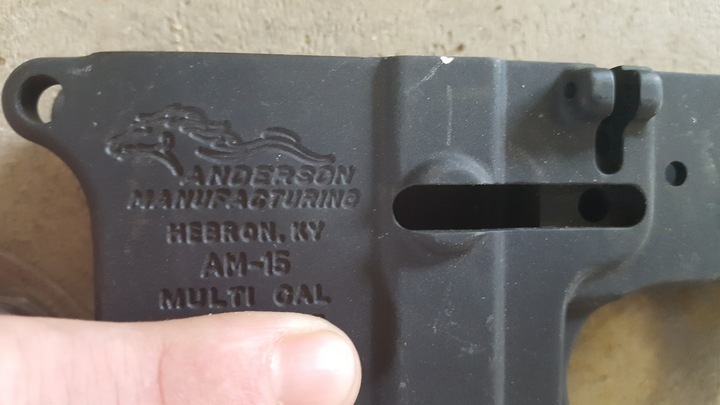 ANDERSON
MANUFACTURING
HEBRON, KY
AM-15
MULTI CAL